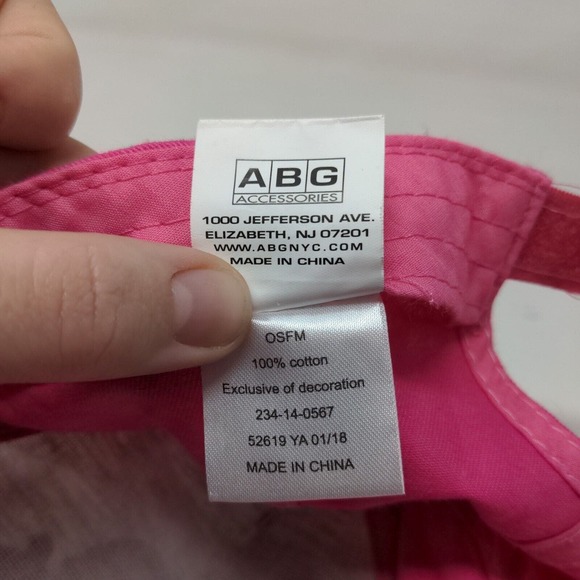 ABG
ACCESSORIES
1000 JEFFERSON AVE.
ELIZABETH, NJ 07201
WWW.ABGNYC.COM
MADE IN CHINA
OSFM
100% cotton
Exclusive of decoration
234-14-0567
52619 YA 01/18
MADE IN CHINA